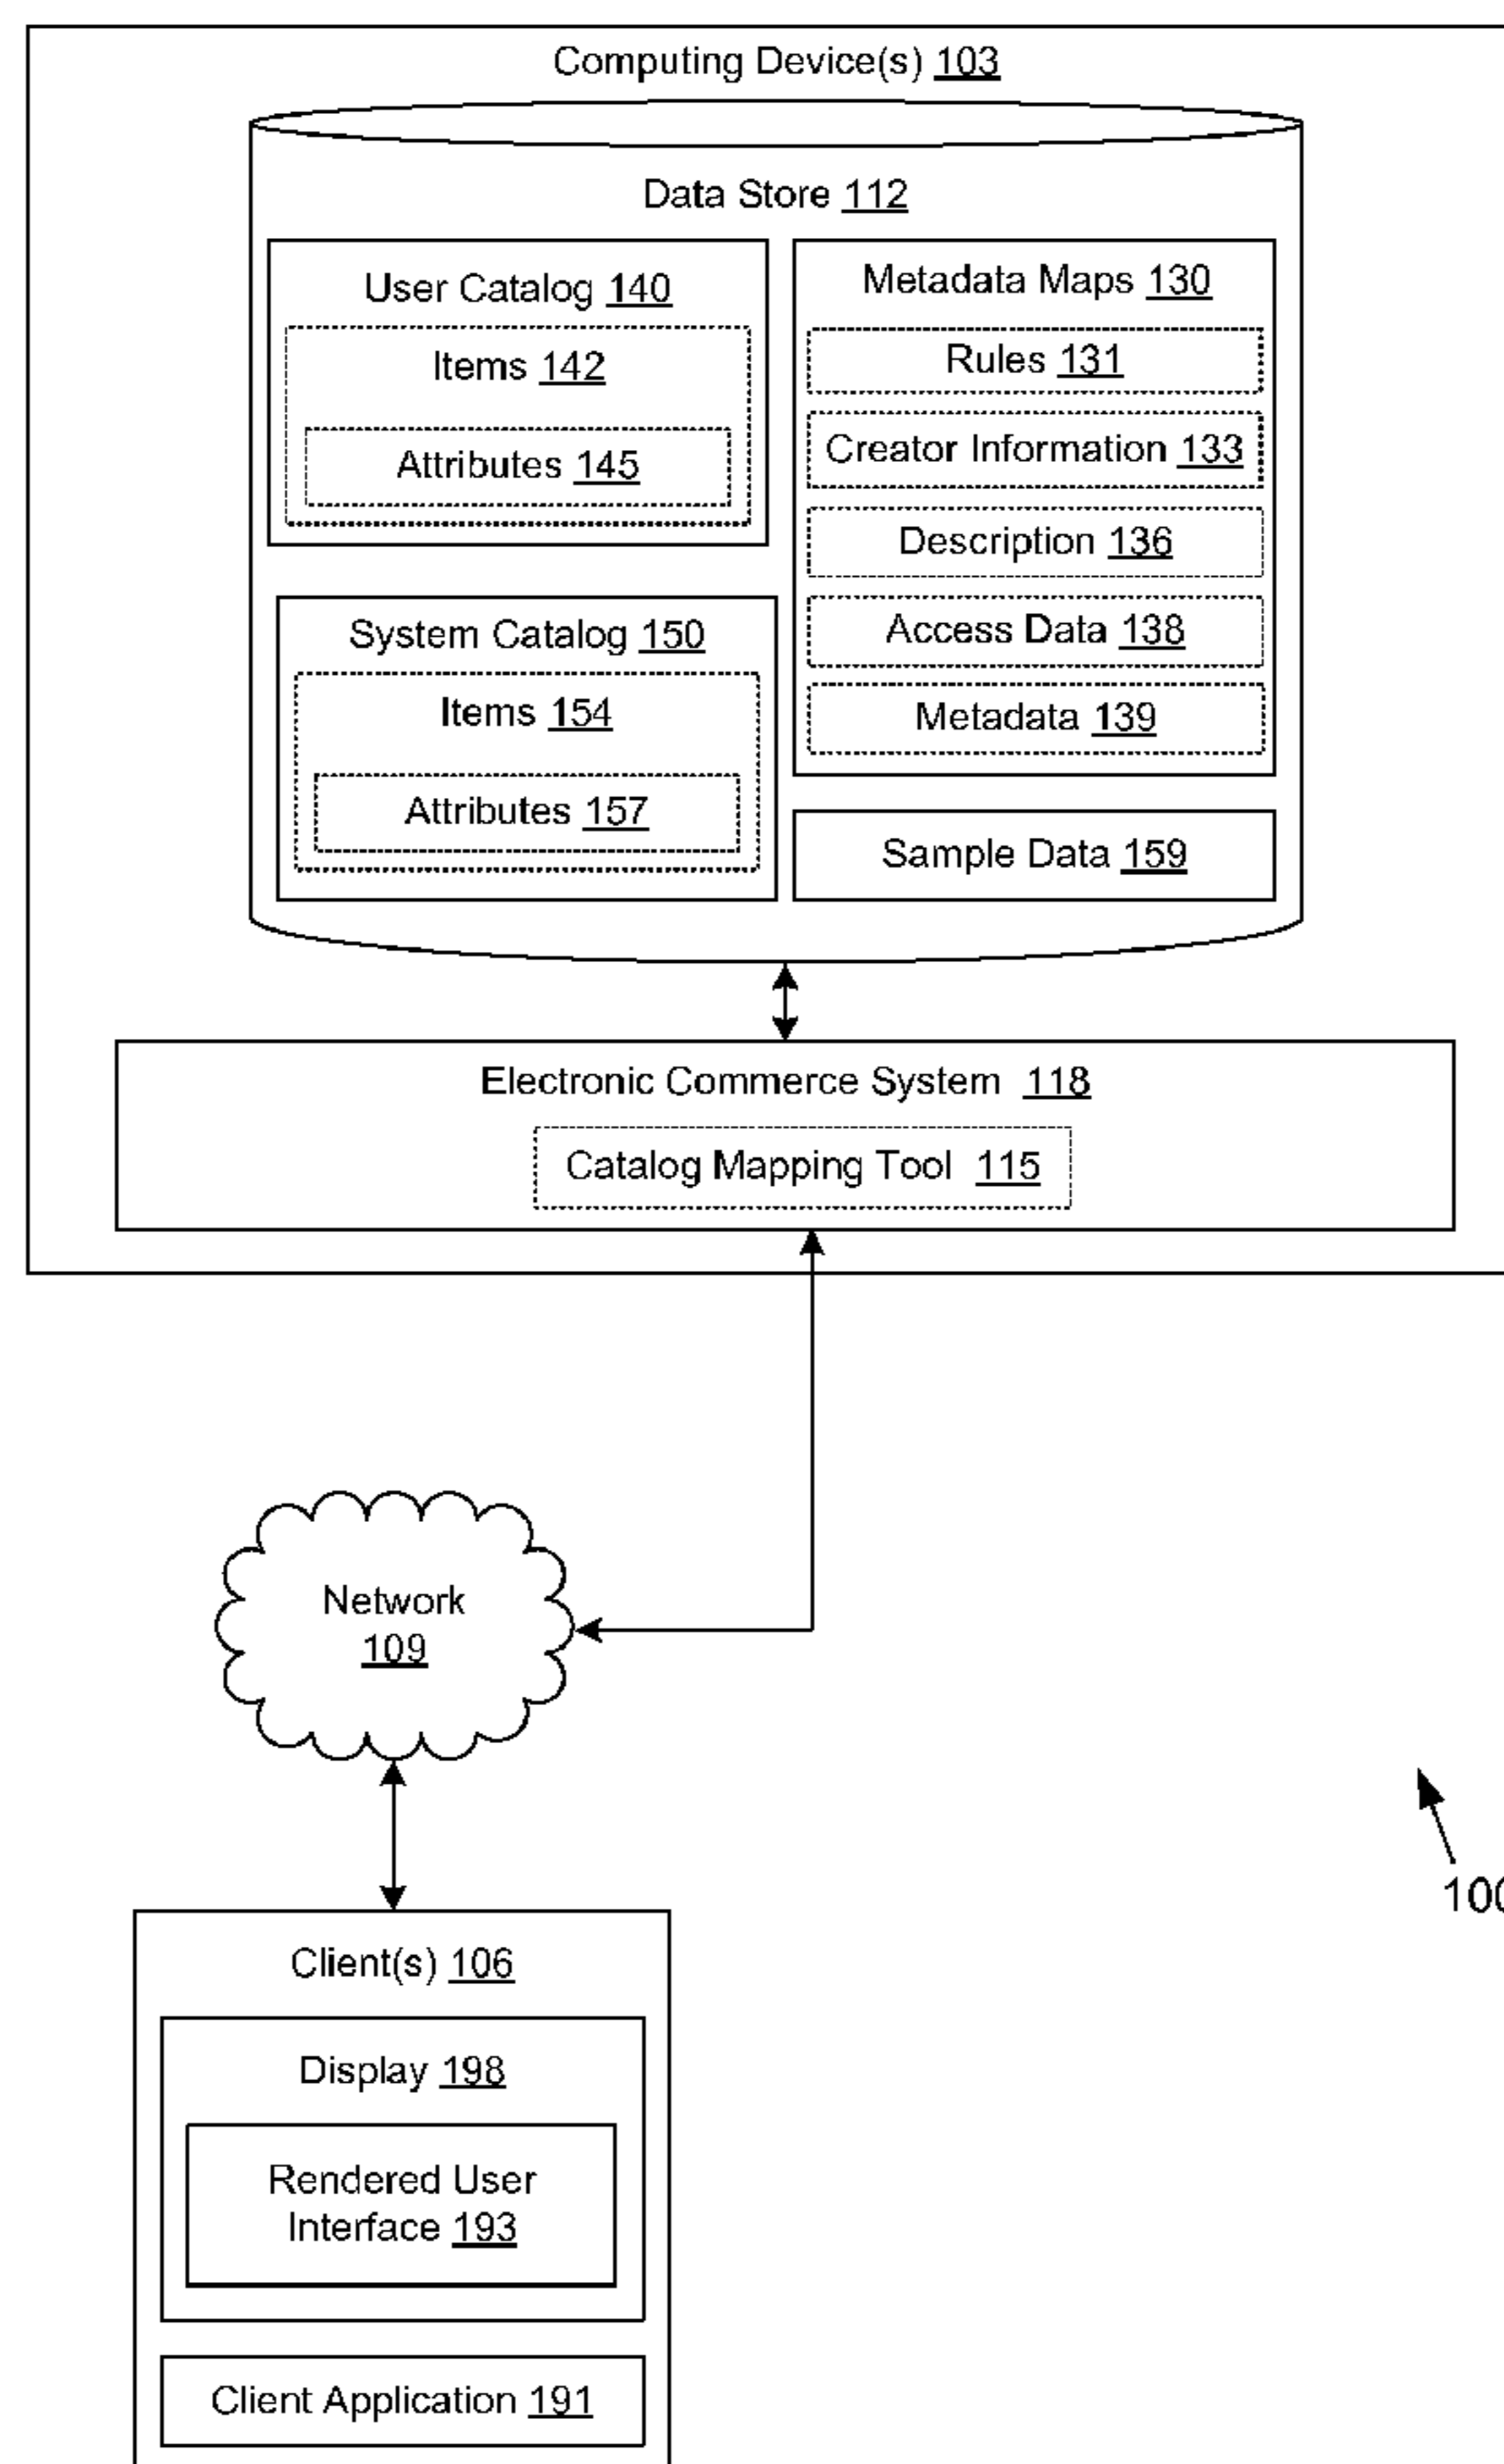 Computing Device(s) 103
Data Store 112
User Catalog 140
Items 142
Attributes 145
System Catalog 150
Items 154
Attributes 157
Metadata Maps 130
Rules 131
Creator Information 133
Description 136
Access Data 138
Metadata 139
Sample Data 159
Electronic Commerce System 118
Catalog Mapping Tool 115
Network
109
100
Client(s) 106
Display 198
Rendered User
Interface 193
Client Application 191